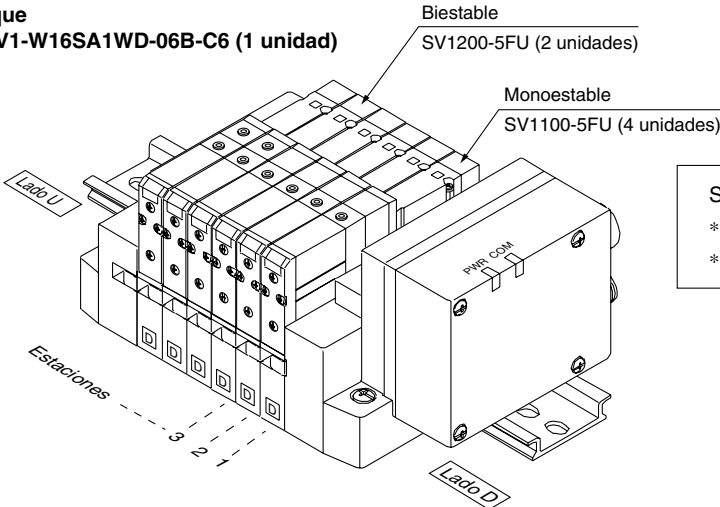 que
V1-W16SA1WD-06B-C6 (1 unidad)
Biestable
SV1200-5FU (2 unidades)
Monoestable
SV1100-5FU (4 unidades)
S
*
*
Lado U
PWR COM
D D D D D D
Estaciones
3
2
1
Lado D